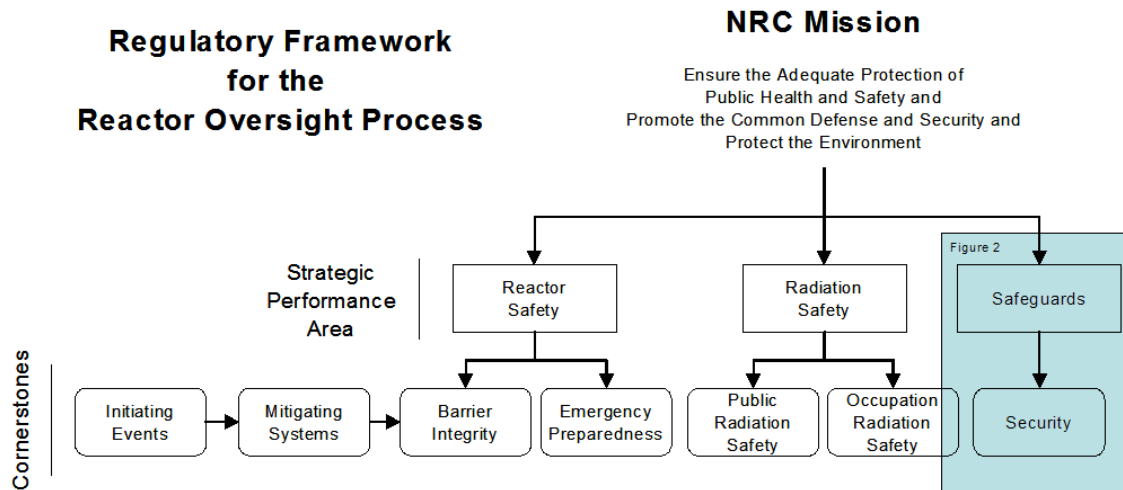 Regulatory Framework
for the
Reactor Oversight Process
NRC Mission
Ensure the Adequate Protection of
Public Health and Safety and
Promote the Common Defense and Security and
Protect the Environment
Figure 2
Strategic
Performance
Area
Reactor
Safety
Radiation
Safety
Safeguards
Cornerstones
Initiating
Events
Mitigating
Systems
Barrier
Integrity
Emergency
Preparedness
Public
Radiation
Safety
Occupation
Radiation
Safety
Security